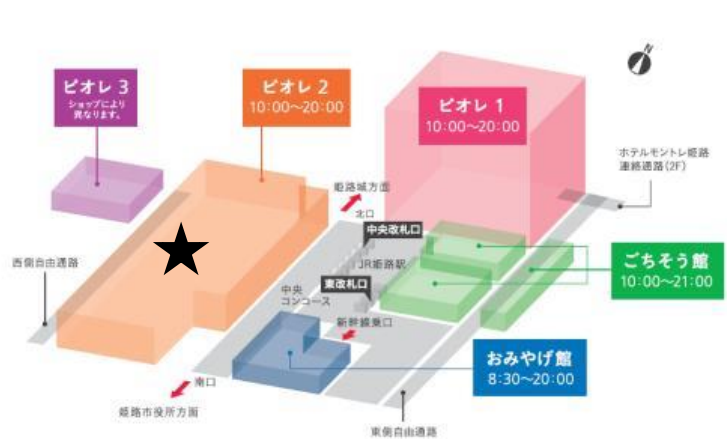 N
ピオレ 3
ショップにより
異なります。
ピオレ 2
10:00〜20:00
ピオレ 1
10:00〜20:00
ホテルモントレ姫路
連絡通路(2F)
姫路城方面
北口
中央改札口
JR姫路駅
東改札口
中央
コンコース
新幹線乗口
西側自由通路
ごちそう館
10:00〜21:00
おみやげ館
8:30〜20:00
南口
姫路市役所方面
東側自由通路